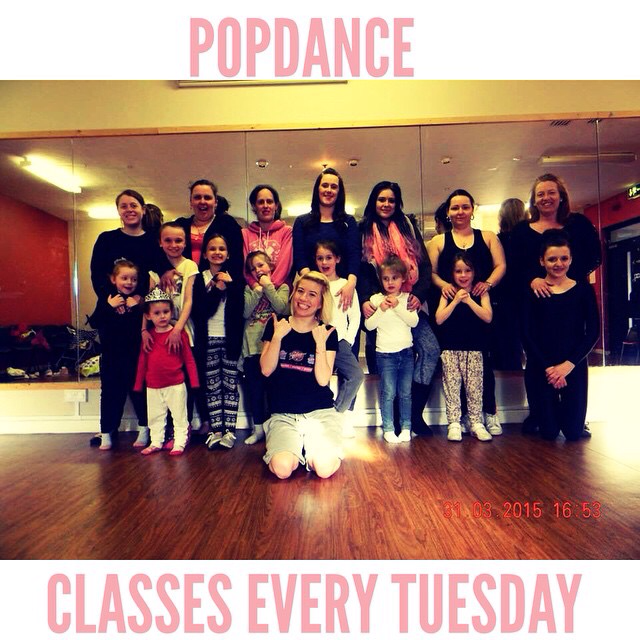 POPDANCE
31.03.2015 16:53
CLASSES EVERY TUESDAY